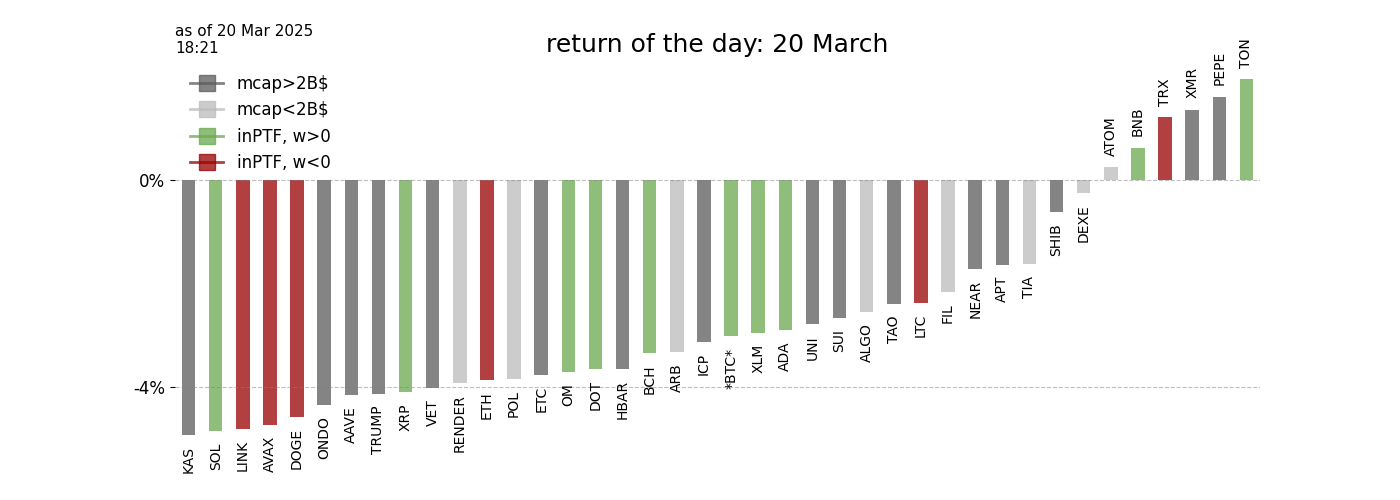 as of 20 Mar 2025
18:21
return of the day: 20 March
mcap>2B$
mcap<2B$
inPTF, w>0
inPTF, w<0
0%
-4%
KAS
SOL
LINK
AVAX
DOGE
ONDO
AAVE
TRUMP
XRP
VET
RENDER
ETH
POL
ETC
OM
DOT
HBAR
BCH
ARB
ICP
*BTC*
XLM
ADA
UNI
SUI
ALGO
TAO
LTC
FIL
NEAR
APT
TIA
SHIB
DEXE
ATOM
BNB
TRX
XMR
PEPE
TON